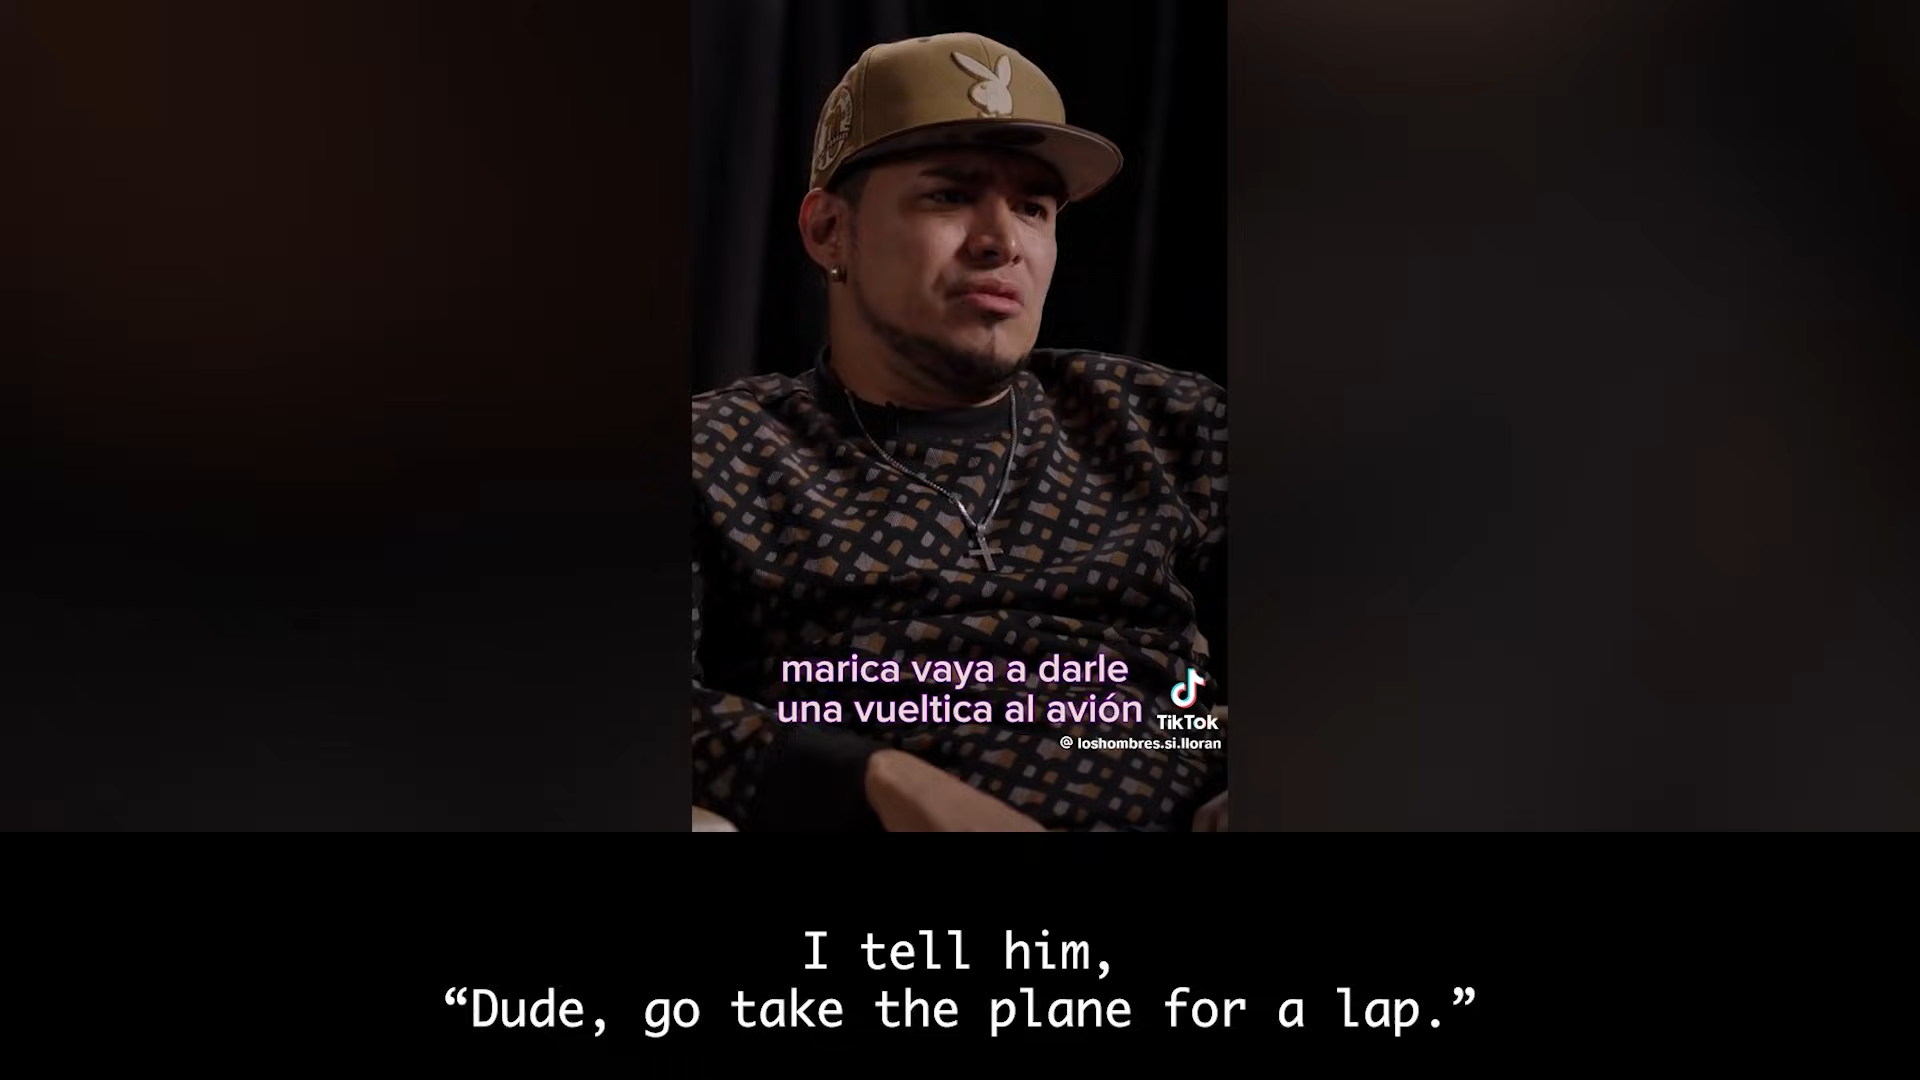 marica vaya a darle
una vueltica al avión
TikTok
@ loshombres.si.lloran
I tell him,
“Dude, go take the plane for a lap.”